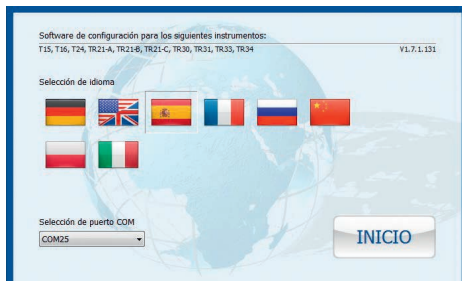 Software de configuración para los siguientes instrumentos:
T15, T16, T24, TR21-A, TR21-B, TR21-C, TR30, TR31, TR33, TR34 V1.7.1.131
Selección de idioma
Selección de puerto COM
COM25
INICIO